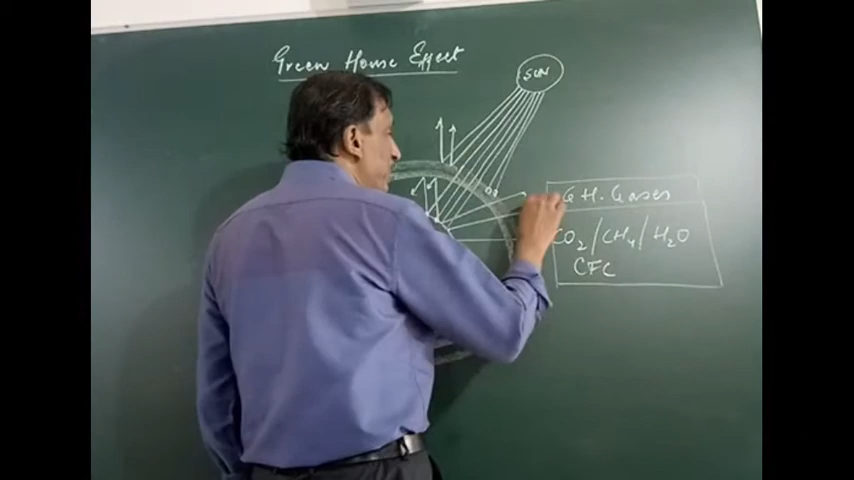 Green House Effect
SUN
G H. Gases
CO2/CH4/H2O
CFC